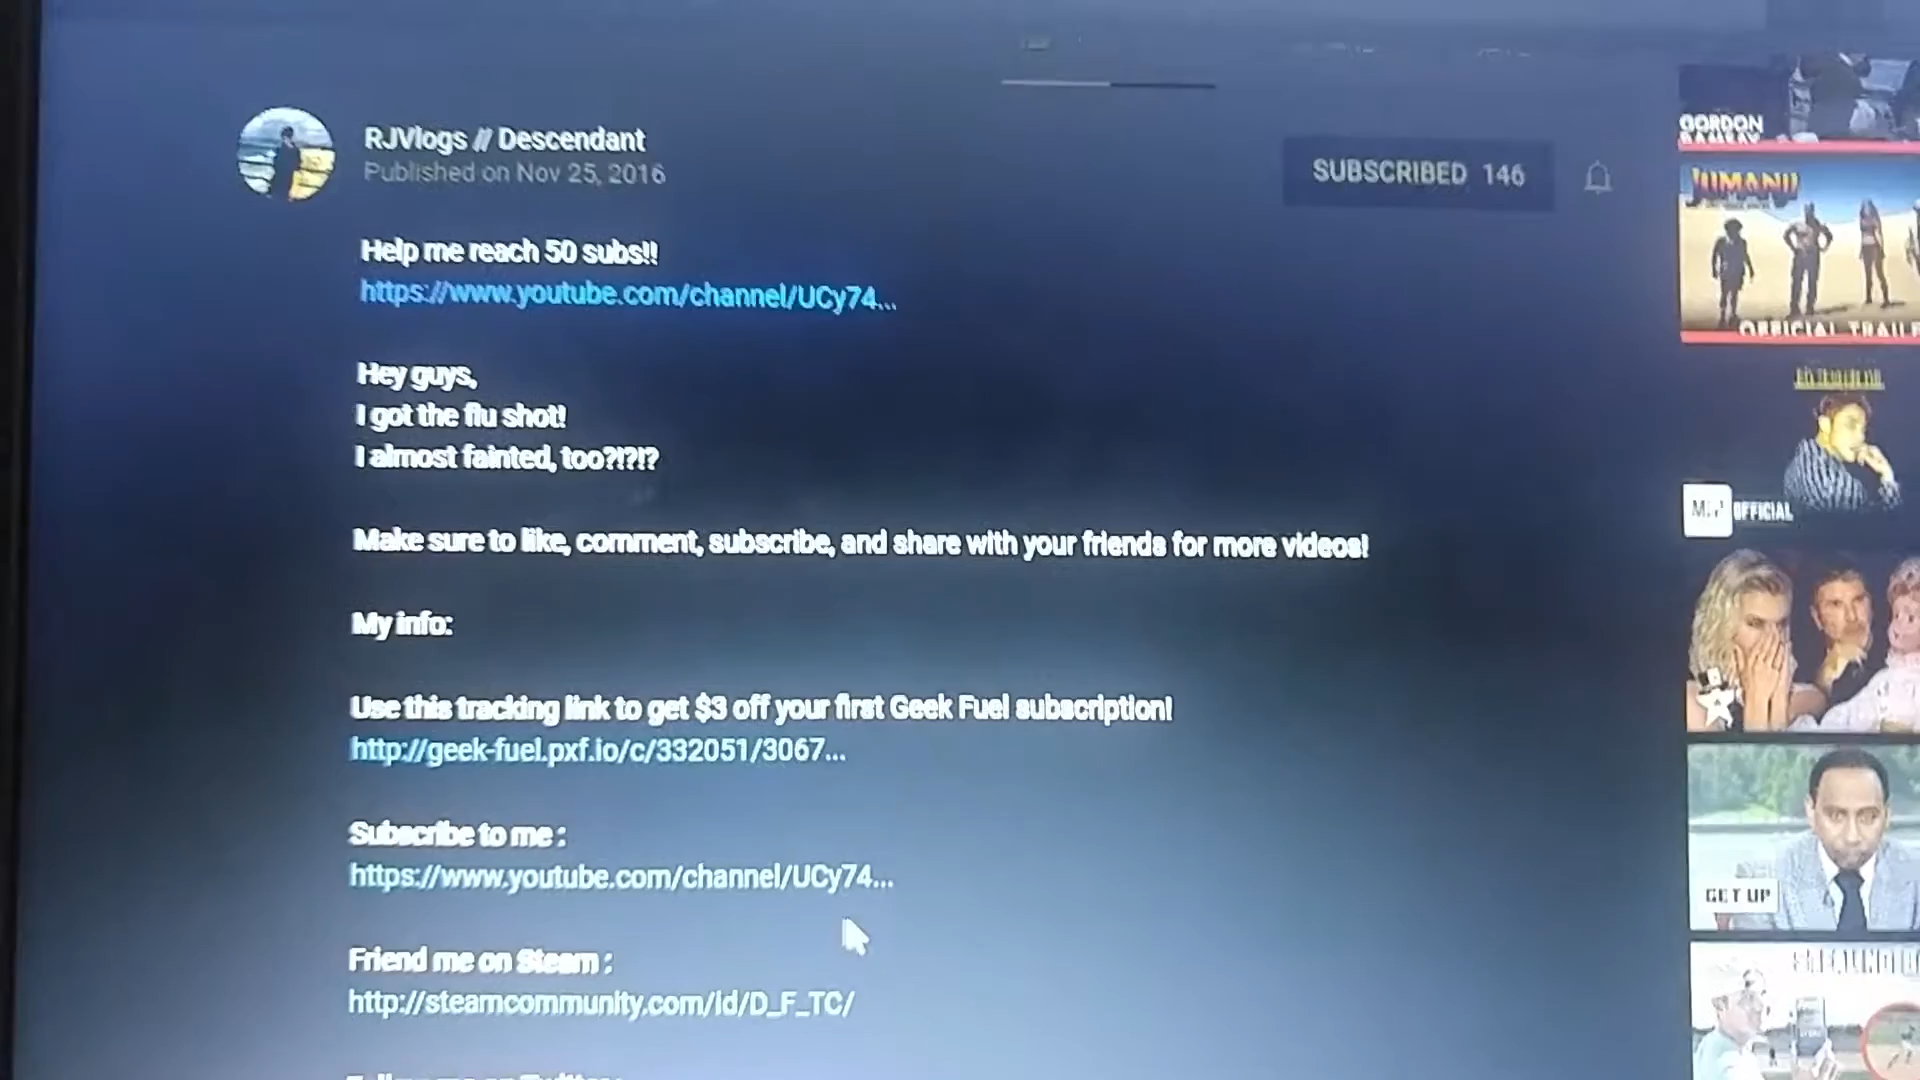 RJVlogs // Descendant
Published on Nov 25, 2016
SUBSCRIBED 146
Help me reach 50 subs!!
https://www.youtube.com/channel/UCy74...
Hey guys,
I got the flu shot!
I almost fainted, too?!?!?
Make sure to like, comment, subscribe, and share with your friends for more videos!
My info:
Use this tracking link to get $3 off your first Geek Fuel subscription!
http://geek-fuel.pxf.io/c/332051/3067...
Subscribe to me :
https://www.youtube.com/channel/UCy74...
Friend me on Steam :
http://steamcommunity.com/id/D_F_TC/
GORDON
RAMSAY
JUMANJI
OFFICIAL
OFFICIAL
GET UP